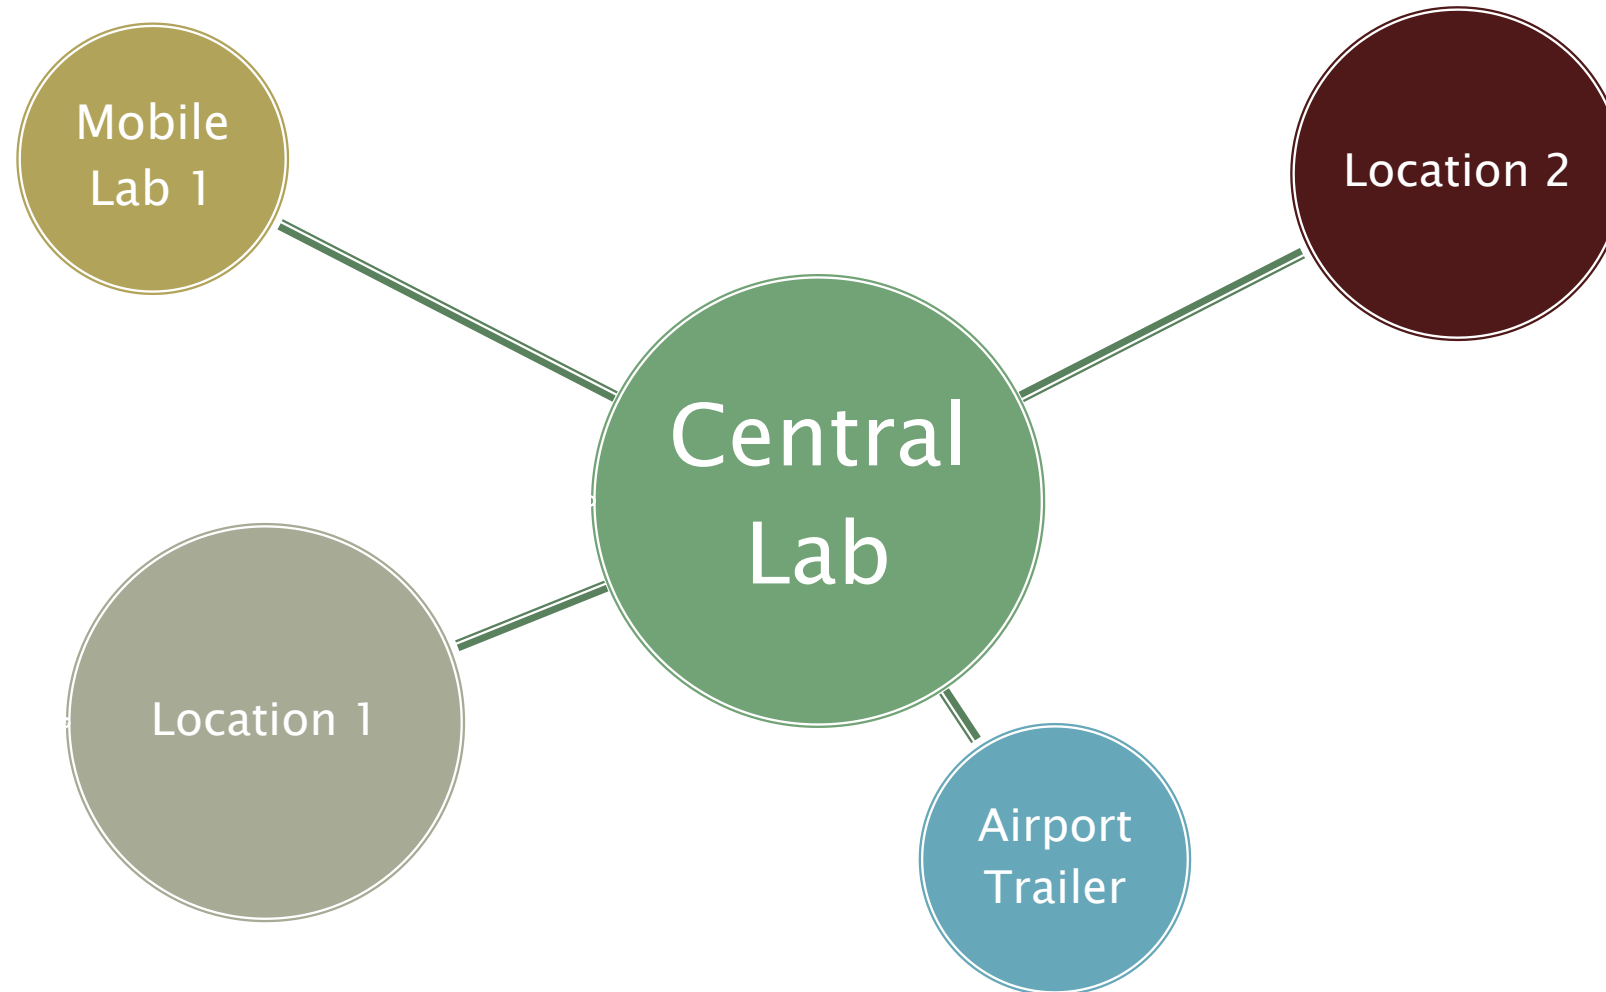 Mobile
Lab 1
Location 2
Central
Lab
Location 1
Airport
Trailer